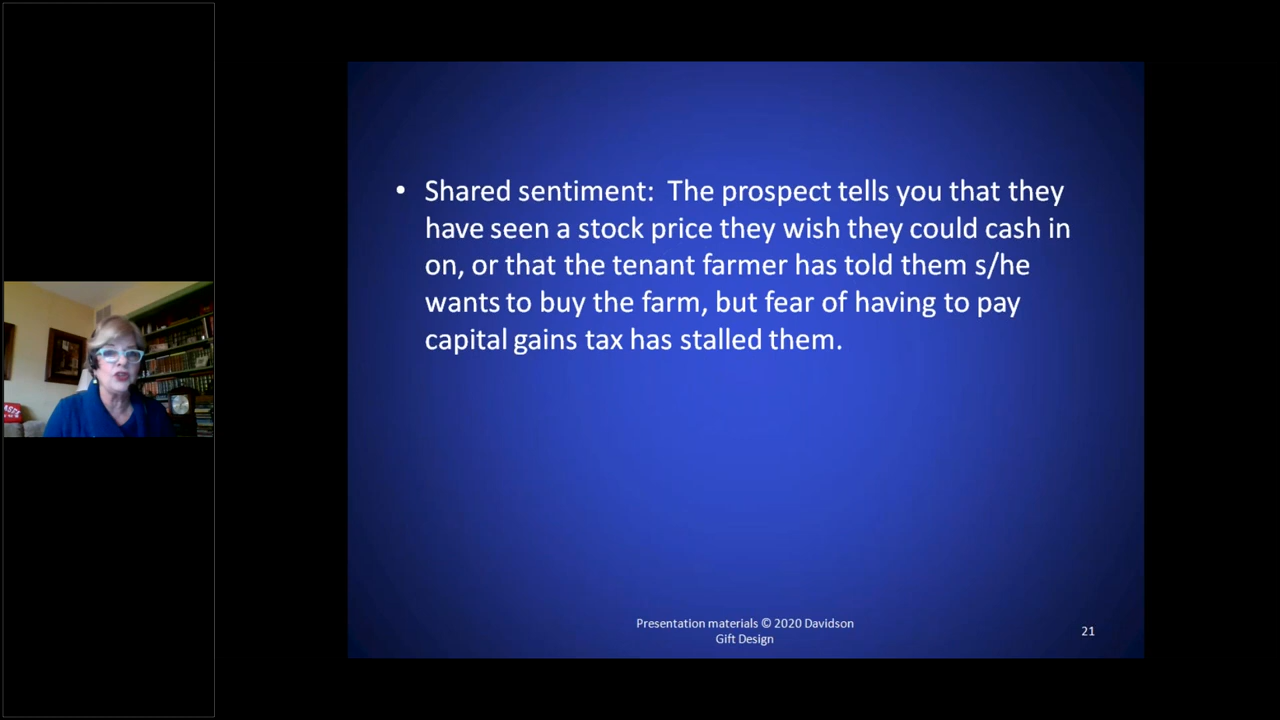 • Shared sentiment:  The prospect tells you that they
have seen a stock price they wish they could cash in
on, or that the tenant farmer has told them s/he
wants to buy the farm, but fear of having to pay
capital gains tax has stalled them.
Presentation materials © 2020 Davidson
Gift Design
21